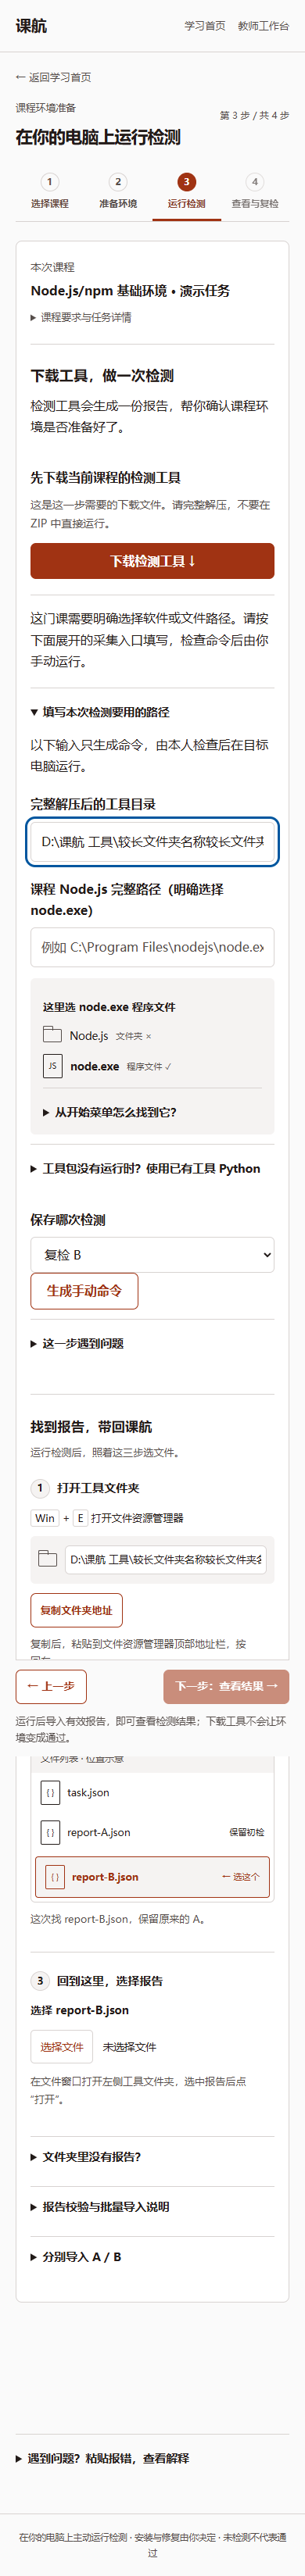 课航
学习首页 教师工作台
← 返回学习首页
课程环境准备
第 3 步 / 共 4 步
在你的电脑上运行检测
1 2 3 4
选择课程 准备环境 运行检测 查看与复检
本次课程
Node.js/npm 基础环境 • 演示任务
▶ 课程要求与任务详情
下载工具，做一次检测
检测工具会生成一份报告，帮你确认课程环
境是否准备好了。
先下载当前课程的检测工具
这是这一步需要的下载文件。请完整解压，不要在
ZIP 中直接运行。
下载检测工具 ↓
这门课需要明确选择软件或文件路径。请按
下面展开的采集入口填写，检查命令后由你
手动运行。
▼ 填写本次检测要用的路径
以下输入只生成命令，由本人检查后在目标
电脑运行。
完整解压后的工具目录
D:\课航 工具\较长文件夹名称较长文件夹
课程 Node.js 完整路径（明确选择
node.exe）
例如 C:\Program Files\nodejs\node.ex
这里选 node.exe 程序文件
Node.js 文件夹 ×
JS node.exe 程序文件 ✓
▶ 从开始菜单怎么找到它？
▶ 工具包没有运行时？使用已有工具 Python
保存哪次检测
复检 B
生成手动命令
▶ 这一步遇到问题
找到报告，带回课航
运行检测后，照着这三步选文件。
1 打开工具文件夹
Win + E 打开文件资源管理器
D:\课航 工具\较长文件夹名称较长文件夹名
复制文件夹地址
复制后，粘贴到文件资源管理器顶部地址栏，按
← 上一步 下一步：查看结果 →
运行后导入有效报告，即可查看检测结果；下载工具不会让环
境变成通过。
文件列表 · 位置示意
{ } task.json
{ } report-A.json 保留初检
{ } report-B.json ← 选这个
这次找 report-B.json，保留原来的 A。
3 回到这里，选择报告
选择 report-B.json
选择文件 未选择文件
在文件窗口打开左侧工具文件夹，选中报告后点
“打开”。
▶ 文件夹里没有报告？
▶ 报告校验与批量导入说明
▶ 分别导入 A / B
▶ 遇到问题？粘贴报错，查看解释
在你的电脑上主动运行检测 · 安装与修复由你决定 · 未检测不代表通
过